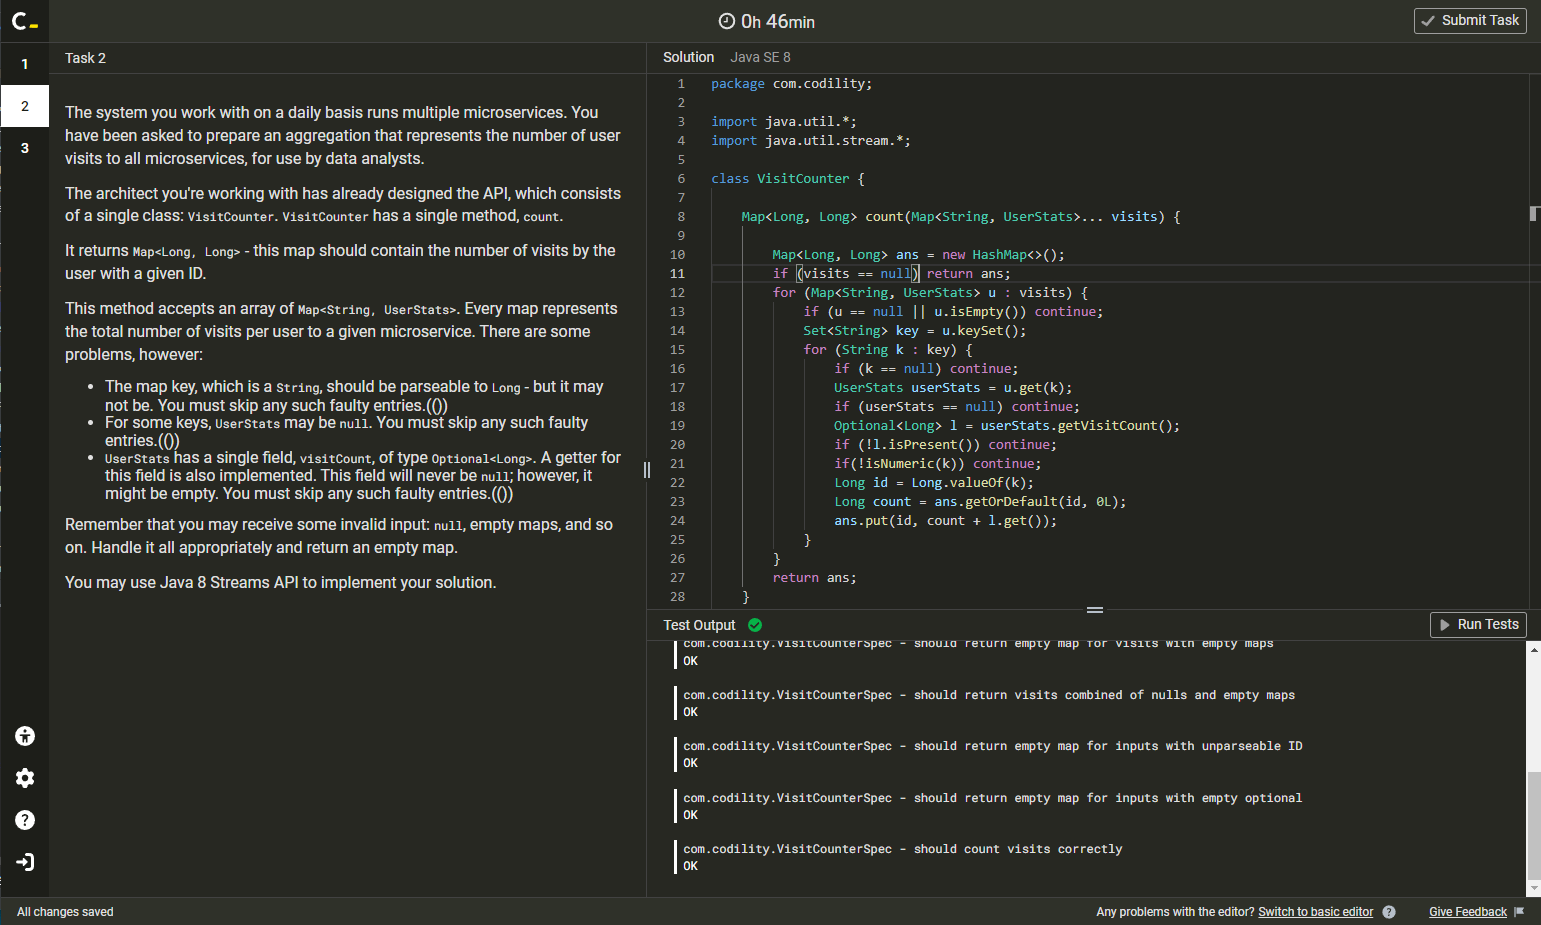 C_
0h 46min
Submit Task
1
2
3
Task 2
The system you work with on a daily basis runs multiple microservices. You
have been asked to prepare an aggregation that represents the number of user
visits to all microservices, for use by data analysts.
The architect you're working with has already designed the API, which consists
of a single class: VisitCounter. VisitCounter has a single method, count.
It returns Map<Long, Long> - this map should contain the number of visits by the
user with a given ID.
This method accepts an array of Map<String, UserStats>. Every map represents
the total number of visits per user to a given microservice. There are some
problems, however:
• The map key, which is a String, should be parseable to Long - but it may
not be. You must skip any such faulty entries.(())
• For some keys, UserStats may be null. You must skip any such faulty
entries.(())
• UserStats has a single field, visitCount, of type Optional<Long>. A getter for
this field is also implemented. This field will never be null; however, it
might be empty. You must skip any such faulty entries.(())
Remember that you may receive some invalid input: null, empty maps, and so
on. Handle it all appropriately and return an empty map.
You may use Java 8 Streams API to implement your solution.
Solution Java SE 8
1 package com.codility;
2
3 import java.util.*;
4 import java.util.stream.*;
5
6 class VisitCounter {
7
8 Map<Long, Long> count(Map<String, UserStats>... visits) {
9
10 Map<Long, Long> ans = new HashMap<>();
11 if (visits == null) return ans;
12 for (Map<String, UserStats> u : visits) {
13 if (u == null || u.isEmpty()) continue;
14 Set<String> key = u.keySet();
15 for (String k : key) {
16 if (k == null) continue;
17 UserStats userStats = u.get(k);
18 if (userStats == null) continue;
19 Optional<Long> l = userStats.getVisitCount();
20 if (!l.isPresent()) continue;
21 if(!isNumeric(k)) continue;
22 Long id = Long.valueOf(k);
23 Long count = ans.getOrDefault(id, 0L);
24 ans.put(id, count + l.get());
25 }
26 }
27 return ans;
28 }
Test Output
Run Tests
com.codility.VisitCounterSpec - should return empty map for visits with empty maps
OK
com.codility.VisitCounterSpec - should return visits combined of nulls and empty maps
OK
com.codility.VisitCounterSpec - should return empty map for inputs with unparseable ID
OK
com.codility.VisitCounterSpec - should return empty map for inputs with empty optional
OK
com.codility.VisitCounterSpec - should count visits correctly
OK
All changes saved
Any problems with the editor? Switch to basic editor ?
Give Feedback